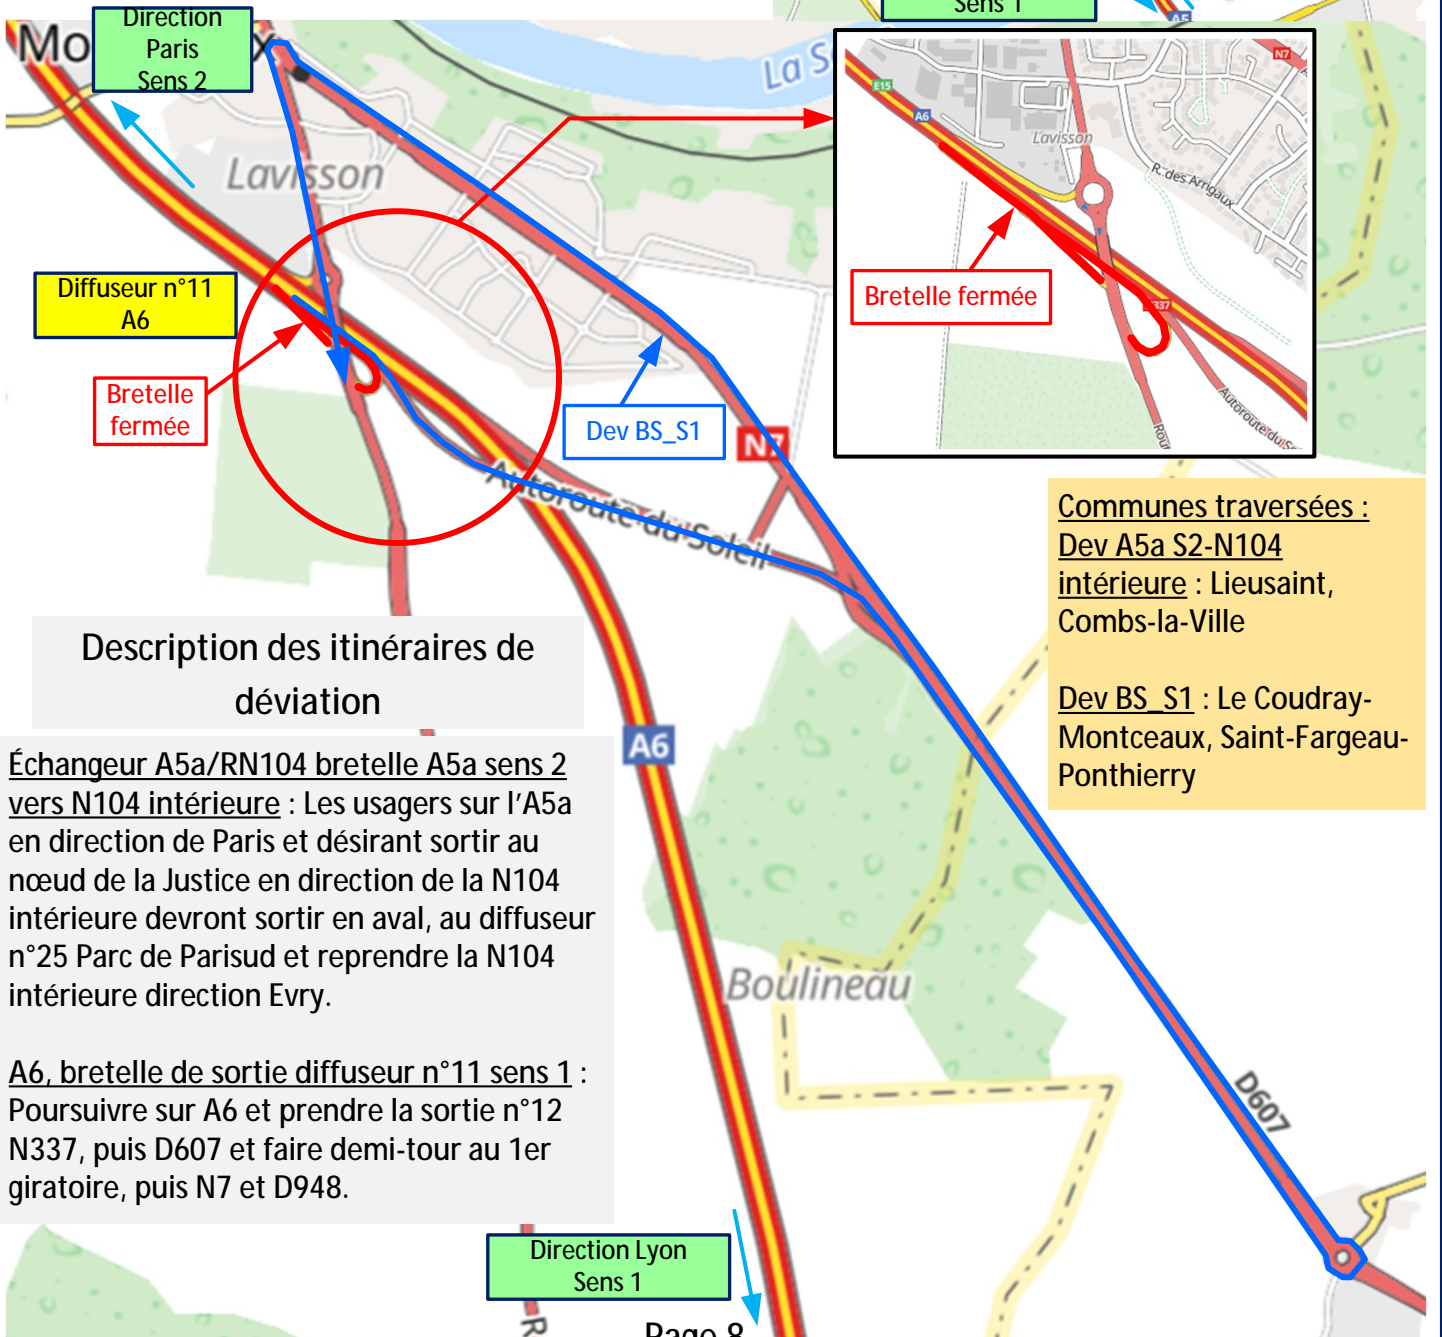 Sens 1
A5
Direction
Paris
Sens 2
Mo
x
La S
N7
E15
A6
Lavisson
R. des Arrigaux
Bretelle fermée
337
Autoroute du S
Rou
Lavisson
Diffuseur n°11
A6
Bretelle
fermée
Dev BS_S1
N7
Autoroute du Soleil
Communes traversées :
Dev A5a S2-N104
intérieure : Lieusaint,
Combs-la-Ville
Dev BS_S1 : Le Coudray-
Montceaux, Saint-Fargeau-
Ponthierry
Description des itinéraires de
déviation
A6
Échangeur A5a/RN104 bretelle A5a sens 2
vers N104 intérieure : Les usagers sur l'A5a
en direction de Paris et désirant sortir au
nœud de la Justice en direction de la N104
intérieure devront sortir en aval, au diffuseur
n°25 Parc de Parisud et reprendre la N104
intérieure direction Evry.
A6, bretelle de sortie diffuseur n°11 sens 1 :
Poursuivre sur A6 et prendre la sortie n°12
N337, puis D607 et faire demi-tour au 1er
giratoire, puis N7 et D948.
Boulineau
D607
Direction Lyon
Sens 1
R
Page 8